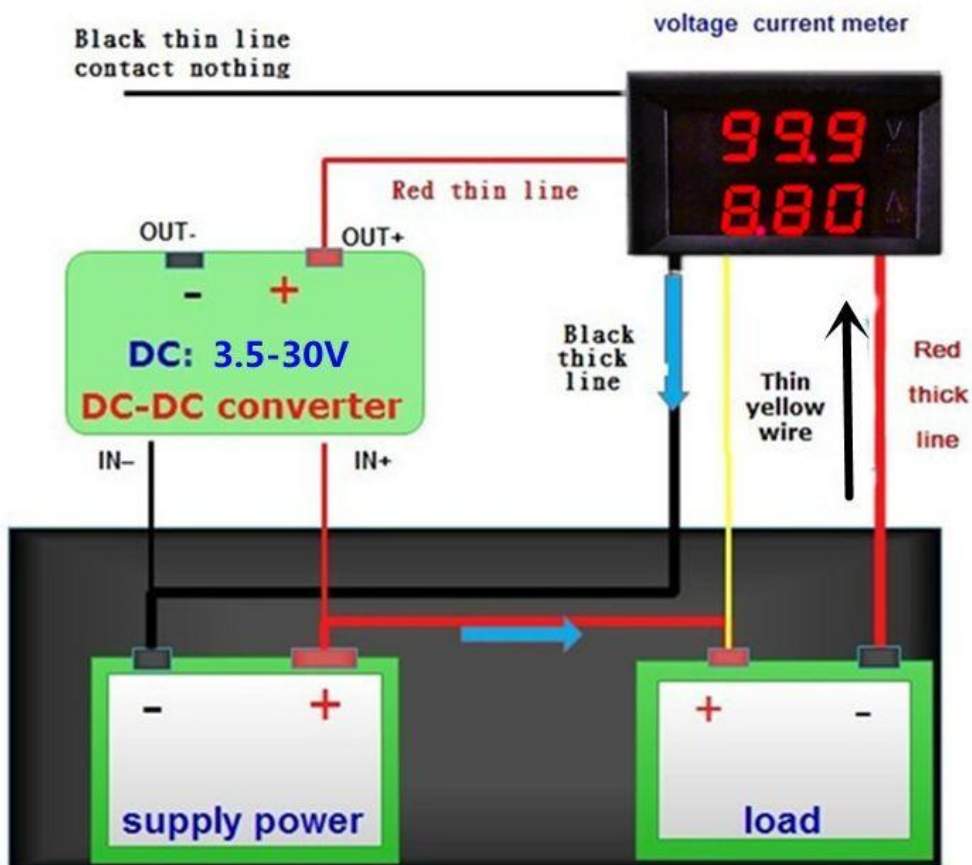 voltage current meter
Black thin line
contact nothing
99.9 V
8.80 A
Red thin line
OUT-
OUT+
- +
DC: 3.5-30V
DC-DC converter
IN–
IN+
Black
thick
line
Thin
yellow
wire
Red
thick
line
- +
supply power
+ -
load